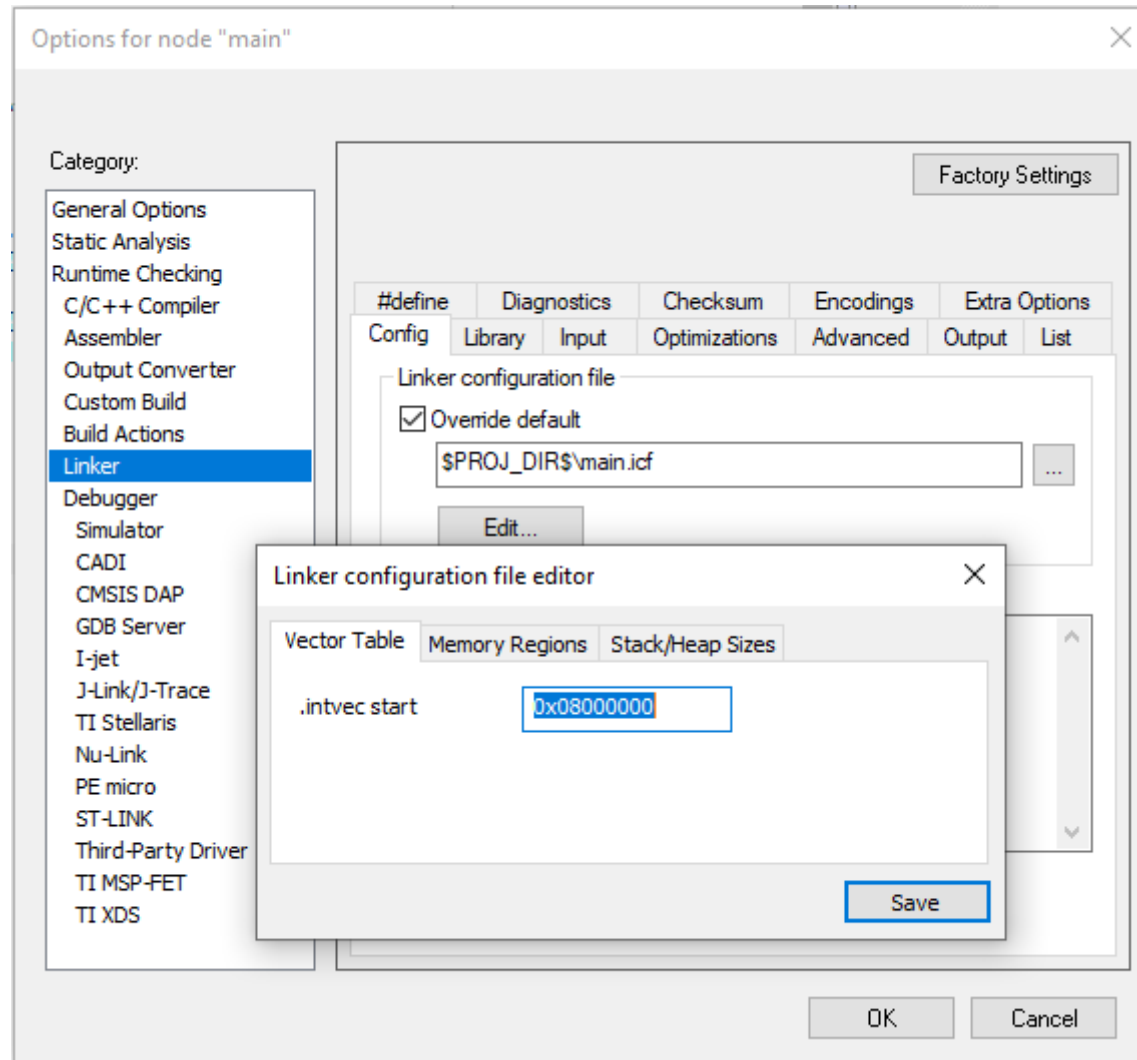 Options for node "main"
Category:
Factory Settings
General Options
Static Analysis
Runtime Checking
C/C++ Compiler
Assembler
Output Converter
Custom Build
Build Actions
Linker
Debugger
Simulator
CADI
CMSIS DAP
GDB Server
I-jet
J-Link/J-Trace
TI Stellaris
Nu-Link
PE micro
ST-LINK
Third-Party Driver
TI MSP-FET
TI XDS
#define Diagnostics Checksum Encodings Extra Options
Config Library Input Optimizations Advanced Output List
Linker configuration file
Override default
$PROJ_DIR$\main.icf
...
Edit...
Linker configuration file editor
Vector Table Memory Regions Stack/Heap Sizes
.intvec start 0x08000000
Save
OK Cancel